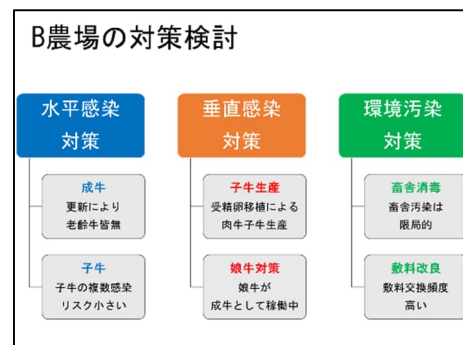 B農場の対策検討
水平感染
対策
成牛
更新により
老齢牛皆無
子牛
子牛の複数感染
リスク小さい
垂直感染
対策
子牛生産
受精卵移植による
肉牛子牛生産
娘牛対策
娘牛が
成牛として稼働中
環境汚染
対策
畜舎消毒
畜舎汚染は
限局的
敷料改良
敷料交換頻度
高い